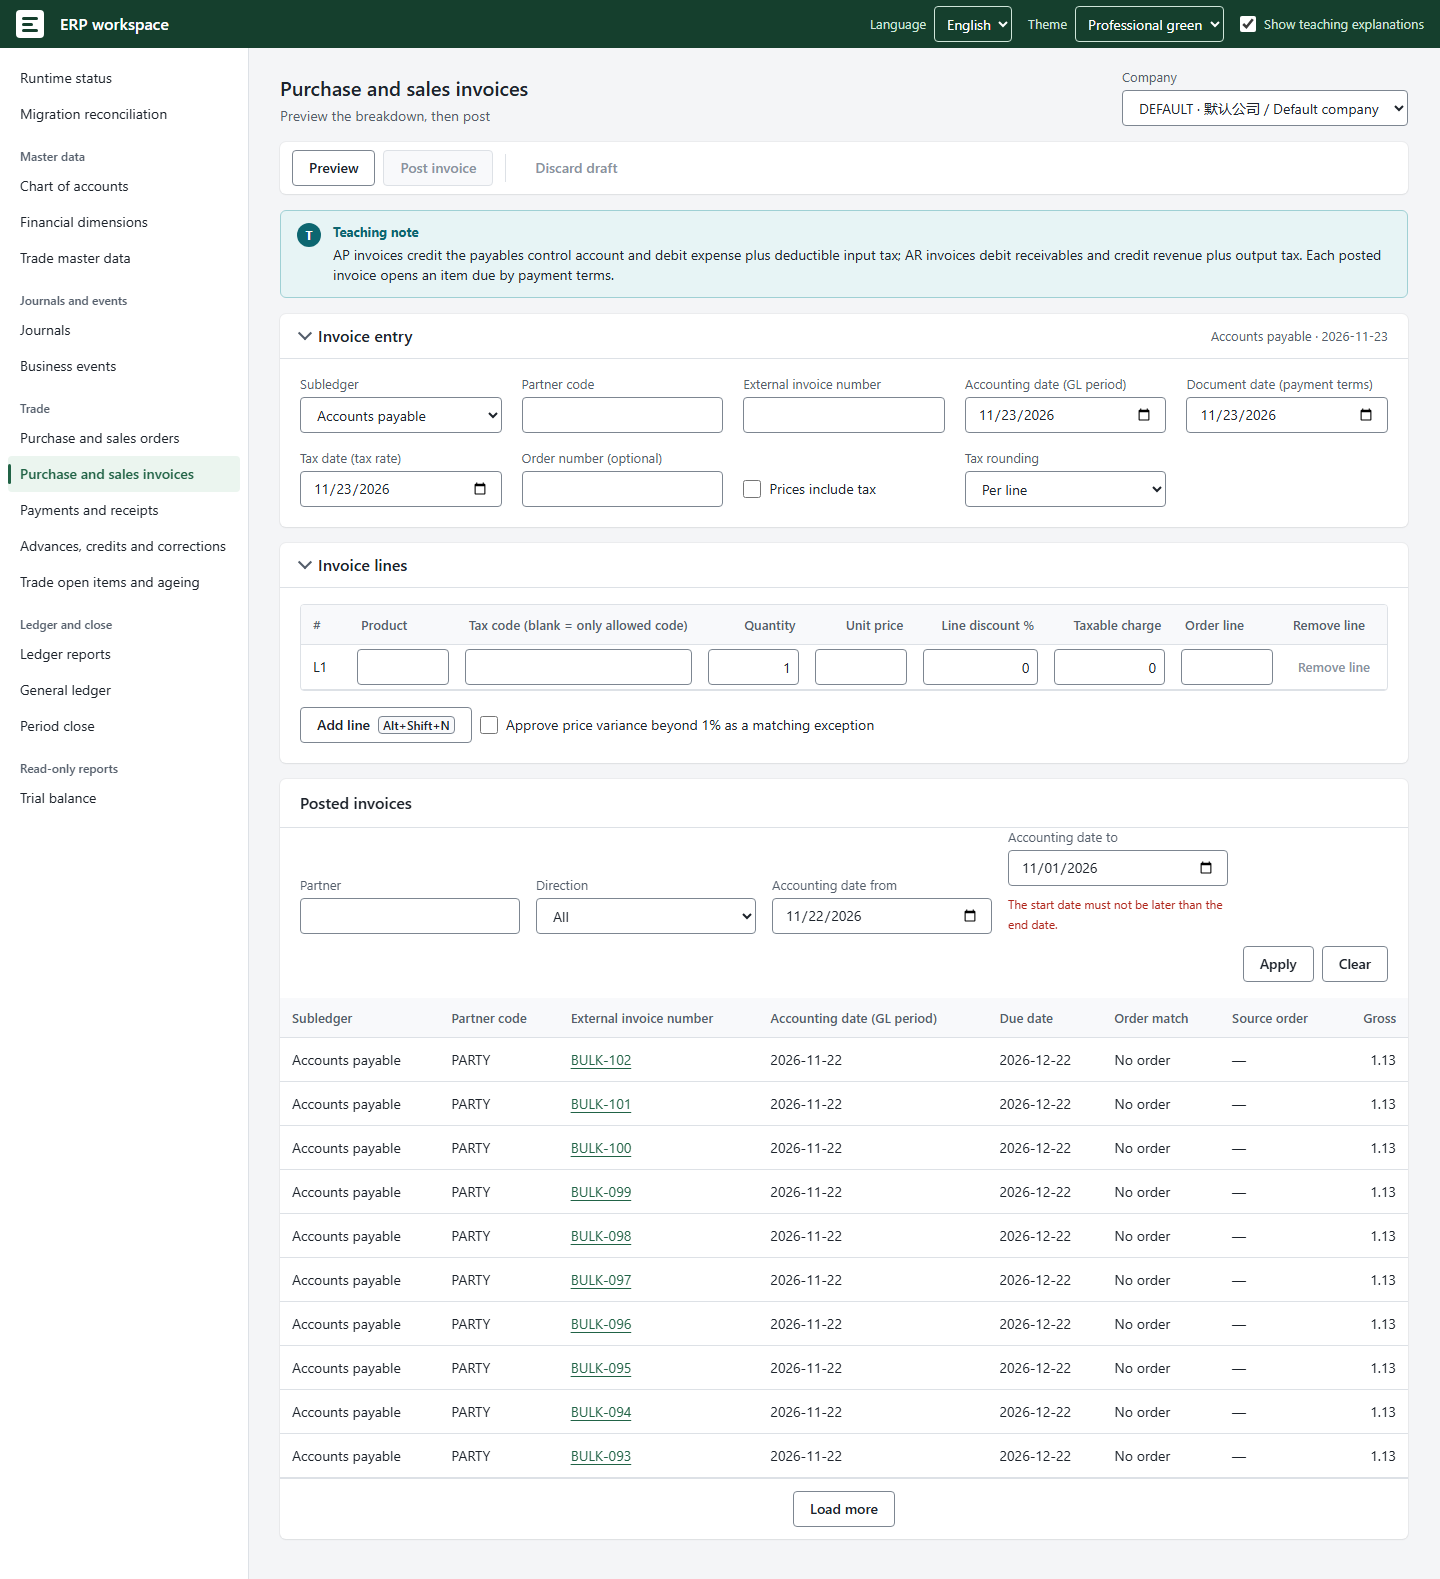 ERP workspace
Language English Theme Professional green Show teaching explanations
Runtime status
Migration reconciliation
Master data
Chart of accounts
Financial dimensions
Trade master data
Journals and events
Journals
Business events
Trade
Purchase and sales orders
Purchase and sales invoices
Payments and receipts
Advances, credits and corrections
Trade open items and ageing
Ledger and close
Ledger reports
General ledger
Period close
Read-only reports
Trial balance
Purchase and sales invoices
Preview the breakdown, then post
Company
DEFAULT · 默认公司 / Default company
Preview Post invoice Discard draft
T Teaching note
AP invoices credit the payables control account and debit expense plus deductible input tax; AR invoices debit receivables and credit revenue plus output tax. Each posted
invoice opens an item due by payment terms.
Invoice entry Accounts payable · 2026-11-23
Subledger Partner code External invoice number Accounting date (GL period) Document date (payment terms)
Accounts payable 11/23/2026 11/23/2026
Tax date (tax rate) Order number (optional) Tax rounding
11/23/2026 Prices include tax Per line
Invoice lines
# Product Tax code (blank = only allowed code) Quantity Unit price Line discount % Taxable charge Order line Remove line
L1 1 0 0 Remove line
Add line Alt+Shift+N Approve price variance beyond 1% as a matching exception
Posted invoices
Accounting date to
11/01/2026
Partner Direction Accounting date from
All 11/22/2026
The start date must not be later than the
end date.
Apply Clear
Subledger Partner code External invoice number Accounting date (GL period) Due date Order match Source order Gross
Accounts payable PARTY BULK-102 2026-11-22 2026-12-22 No order — 1.13
Accounts payable PARTY BULK-101 2026-11-22 2026-12-22 No order — 1.13
Accounts payable PARTY BULK-100 2026-11-22 2026-12-22 No order — 1.13
Accounts payable PARTY BULK-099 2026-11-22 2026-12-22 No order — 1.13
Accounts payable PARTY BULK-098 2026-11-22 2026-12-22 No order — 1.13
Accounts payable PARTY BULK-097 2026-11-22 2026-12-22 No order — 1.13
Accounts payable PARTY BULK-096 2026-11-22 2026-12-22 No order — 1.13
Accounts payable PARTY BULK-095 2026-11-22 2026-12-22 No order — 1.13
Accounts payable PARTY BULK-094 2026-11-22 2026-12-22 No order — 1.13
Accounts payable PARTY BULK-093 2026-11-22 2026-12-22 No order — 1.13
Load more